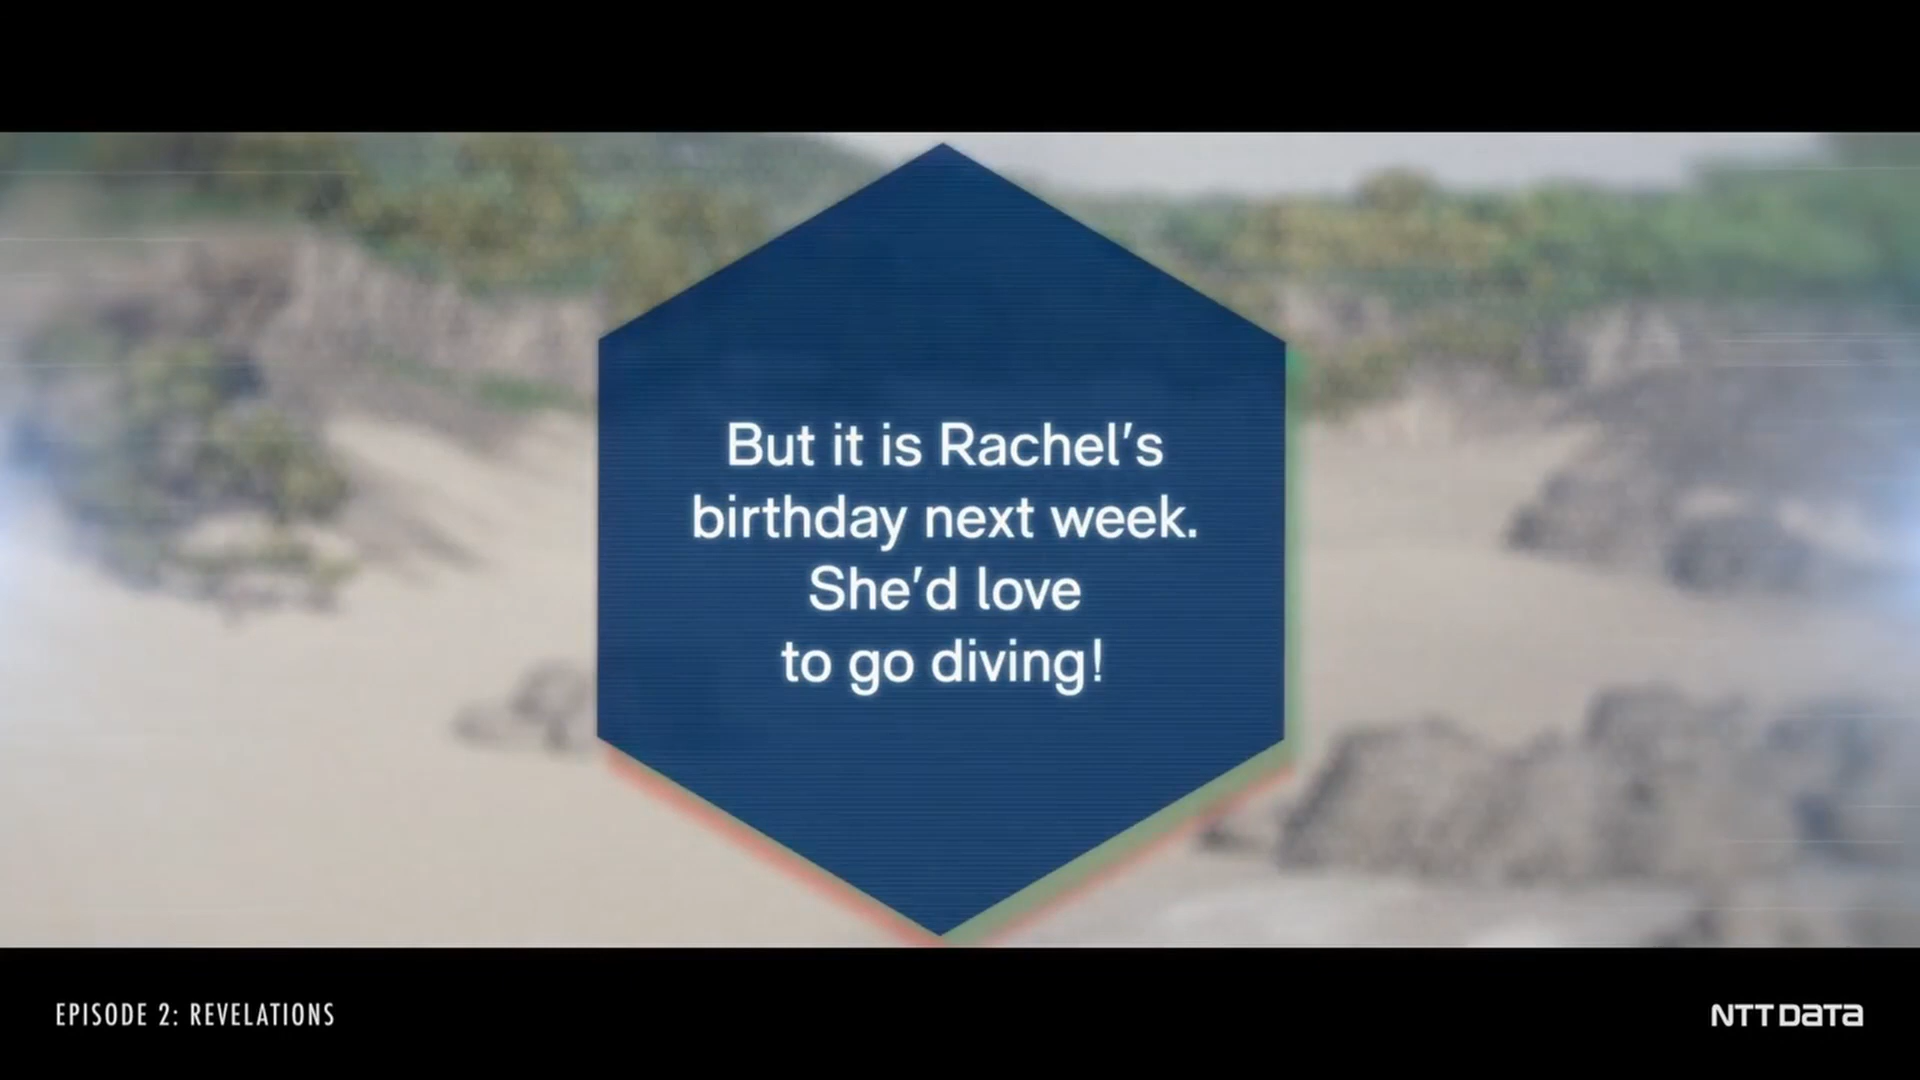 But it is Rachel's
birthday next week.
She'd love
to go diving!
EPISODE 2: REVELATIONS
NTT DATA